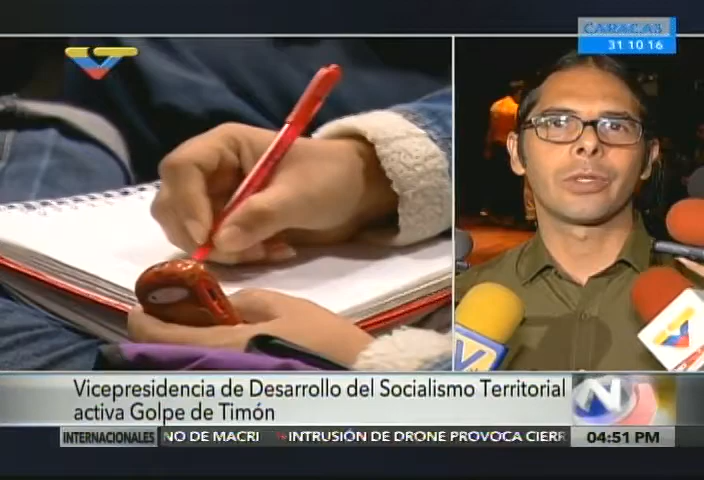 CARACAS
31 10 16
Vicepresidencia de Desarrollo del Socialismo Territorial
activa Golpe de Timón
N
INTERNACIONALES
NO DE MACRI INTRUSIÓN DE DRONE PROVOCA CIERR
04:51 PM